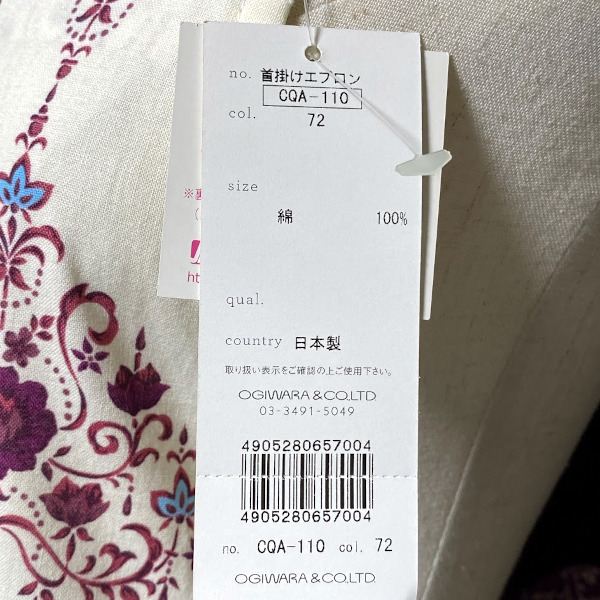 no. 首掛けエプロン
CQA-110
col. 72
size
綿 100%
qual.
country 日本製
取り扱い表示をご確認の上ご使用下さい。
OGIWARA & CO.LTD
03-3491-5049
4905280657004
4905280657004
no. CQA-110 col. 72
OGIWARA & CO.LTD.
※裏
htt